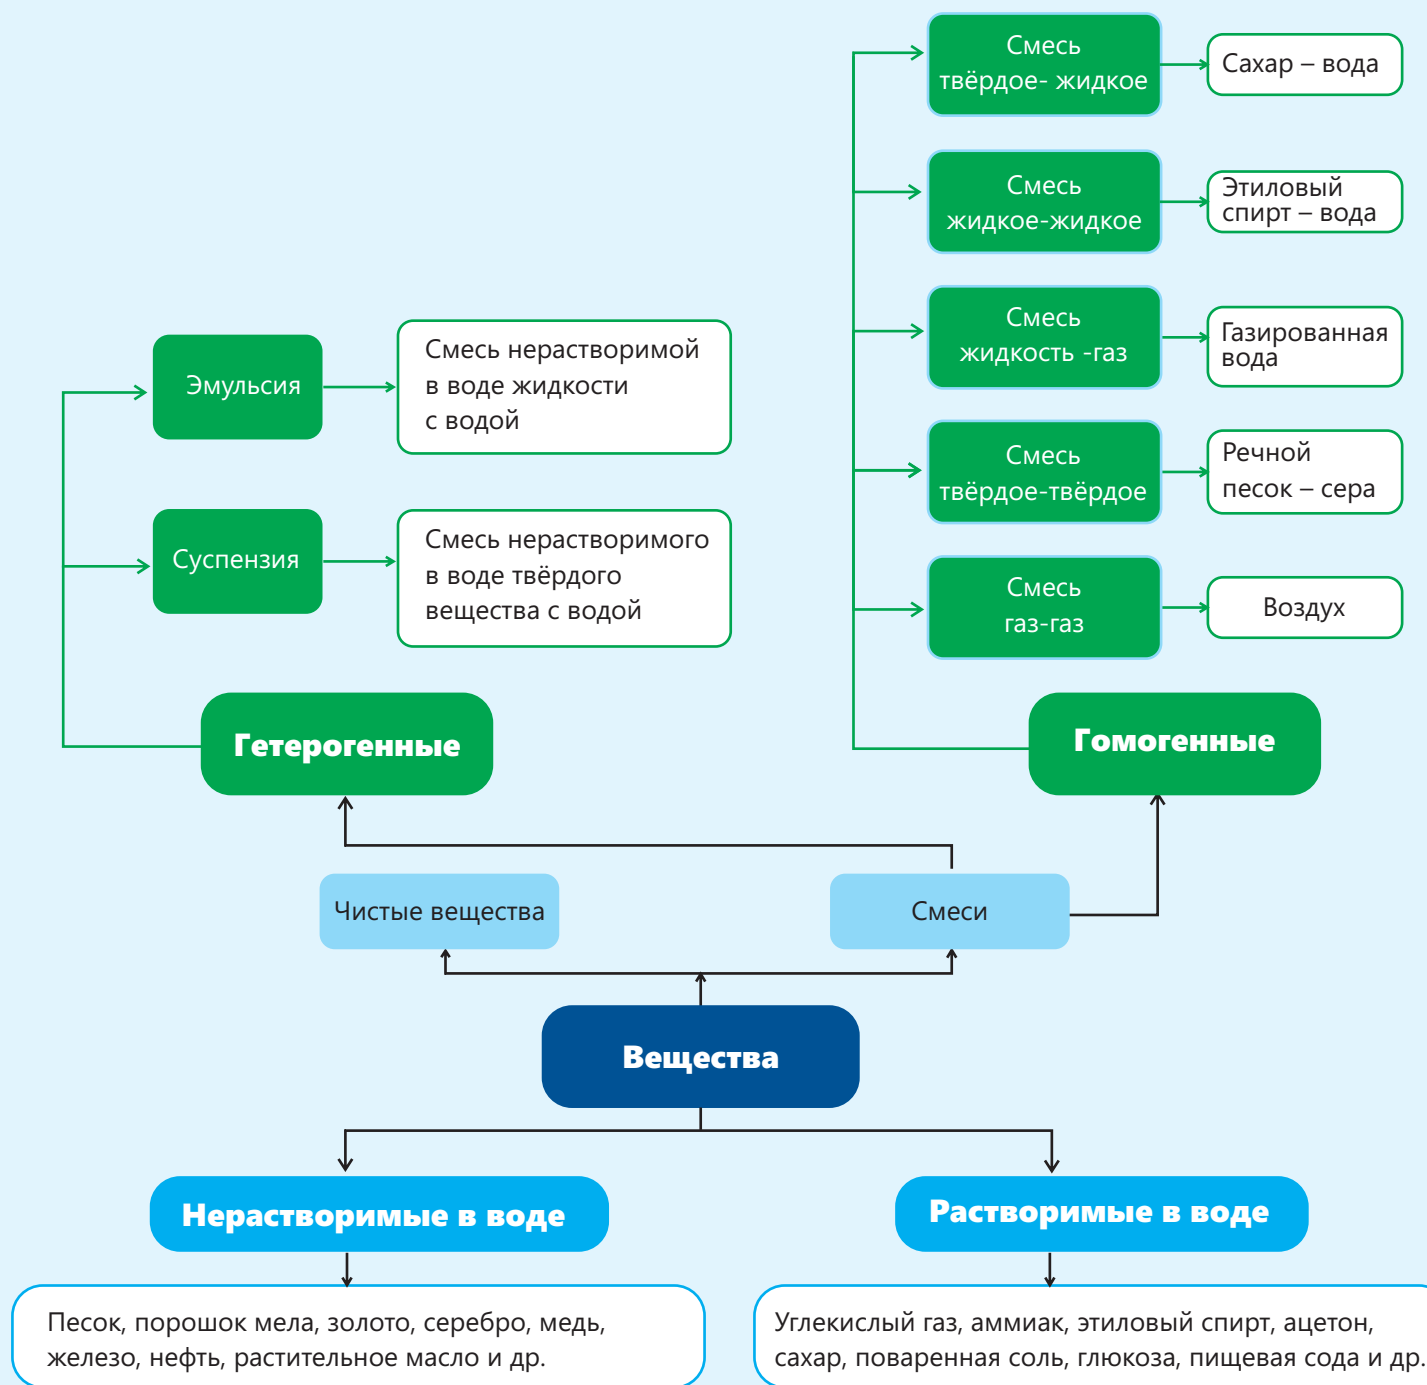 Смесь
твёрдое- жидкое
Сахар – вода
Смесь
жидкое-жидкое
Этиловый
спирт – вода
Смесь
жидкость -газ
Газированная
вода
Смесь
твёрдое-твёрдое
Речной
песок – сера
Смесь
газ-газ
Воздух
Эмульсия
Смесь нерастворимой
в воде жидкости
с водой
Суспензия
Смесь нерастворимого
в воде твёрдого
вещества с водой
Гетерогенные
Гомогенные
Чистые вещества
Смеси
Вещества
Нерастворимые в воде
Растворимые в воде
Песок, порошок мела, золото, серебро, медь,
железо, нефть, растительное масло и др.
Углекислый газ, аммиак, этиловый спирт, ацетон,
сахар, поваренная соль, глюкоза, пищевая сода и др.